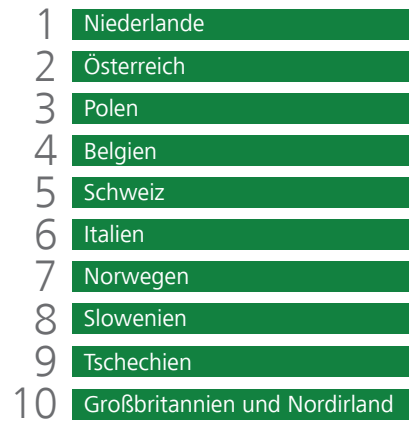 1 Niederlande
2 Österreich
3 Polen
4 Belgien
5 Schweiz
6 Italien
7 Norwegen
8 Slowenien
9 Tschechien
10 Großbritannien und Nordirland